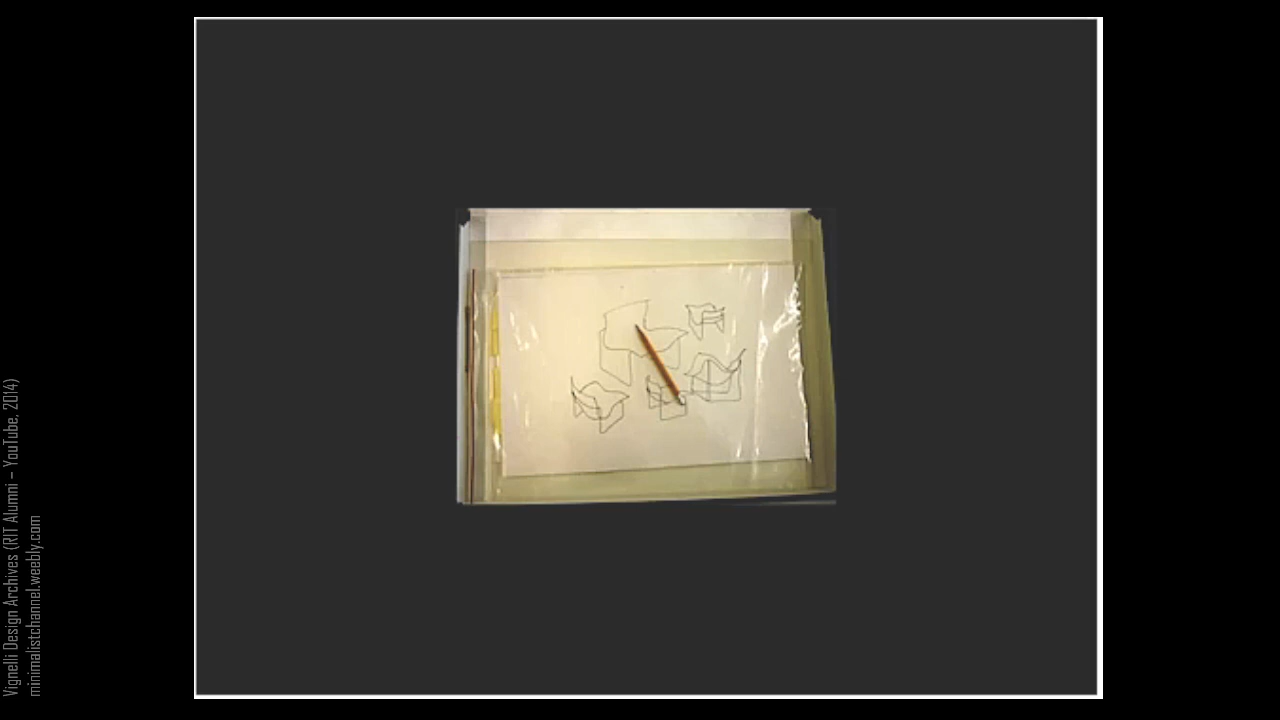 Vignelli Design Archives (RIT Alumni – YouTube, 2014)
minimalistchannel.weebly.com